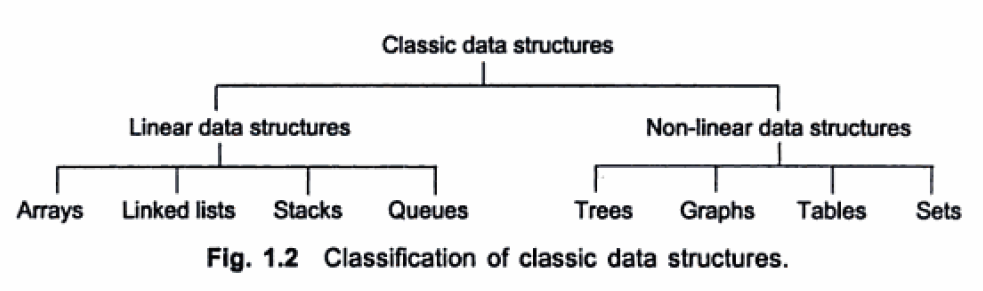 Classic data structures
Linear data structures
Non-linear data structures
Arrays
Linked lists
Stacks
Queues
Trees
Graphs
Tables
Sets
Fig. 1.2 Classification of classic data structures.